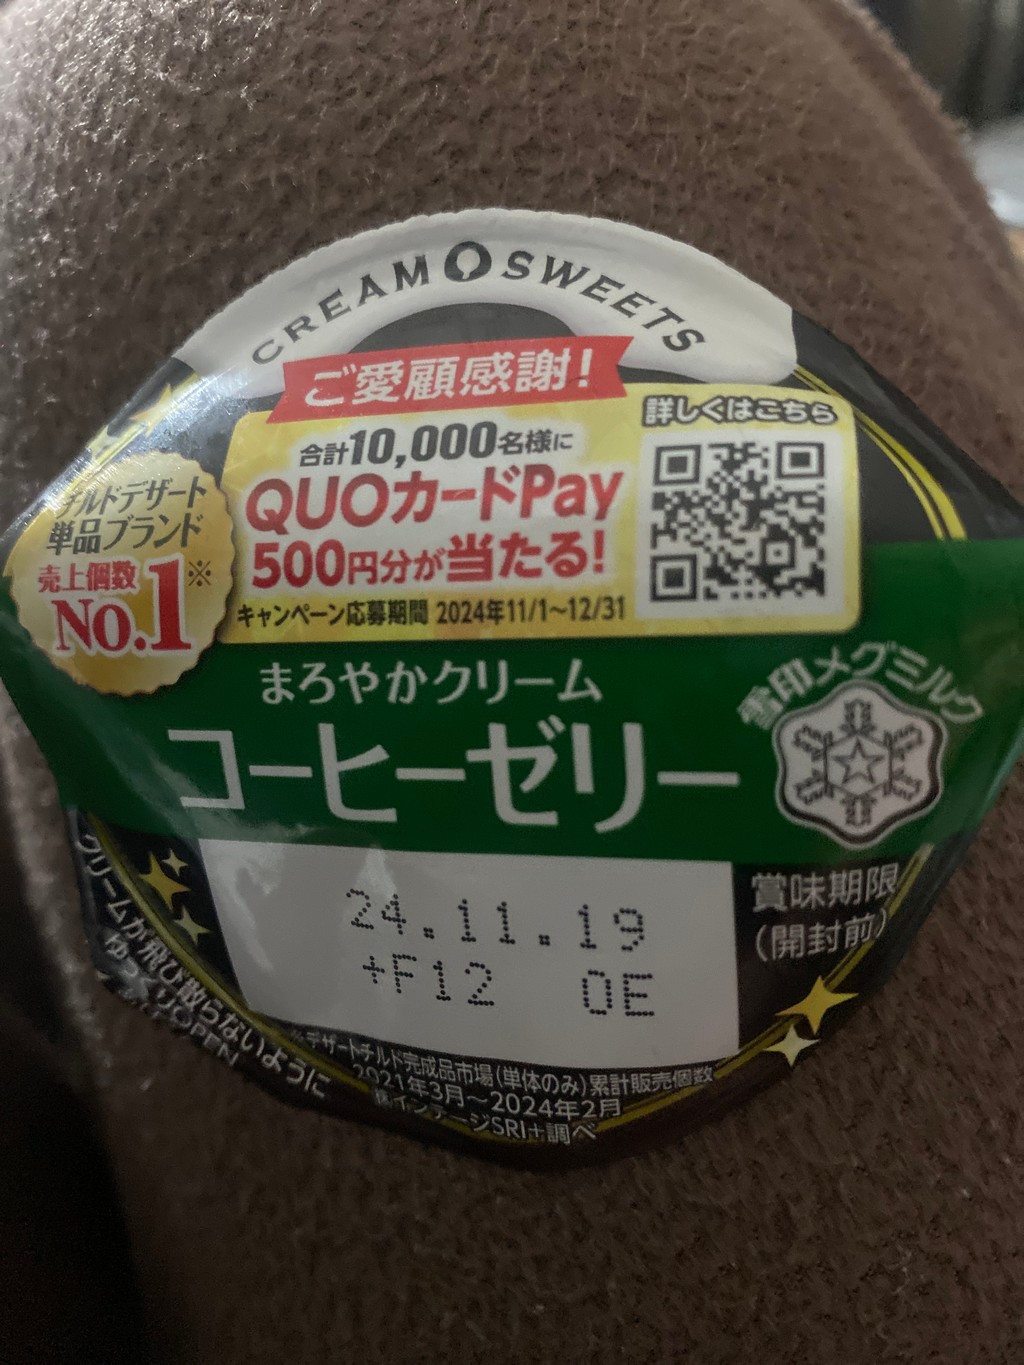 CREAM SWEETS
ご愛顧感謝!
合計10,000名様に
QUOカードPay
500円分が当たる!
キャンペーン応募期間 2024年11/1〜12/31
詳しくはこちら
チルドデザート
単品ブランド
売上個数
No.1※
まろやかクリーム
コーヒーゼリー
雪印メグミルク
24.11.19
+F12 0E
賞味期限
(開封前)
クリームが飛び散らないように
ゆっくりOPEN
※デザートチルド完成品市場(単体のみ)累計販売個数
2021年3月〜2024年2月
㈱インテージSRI+調べ